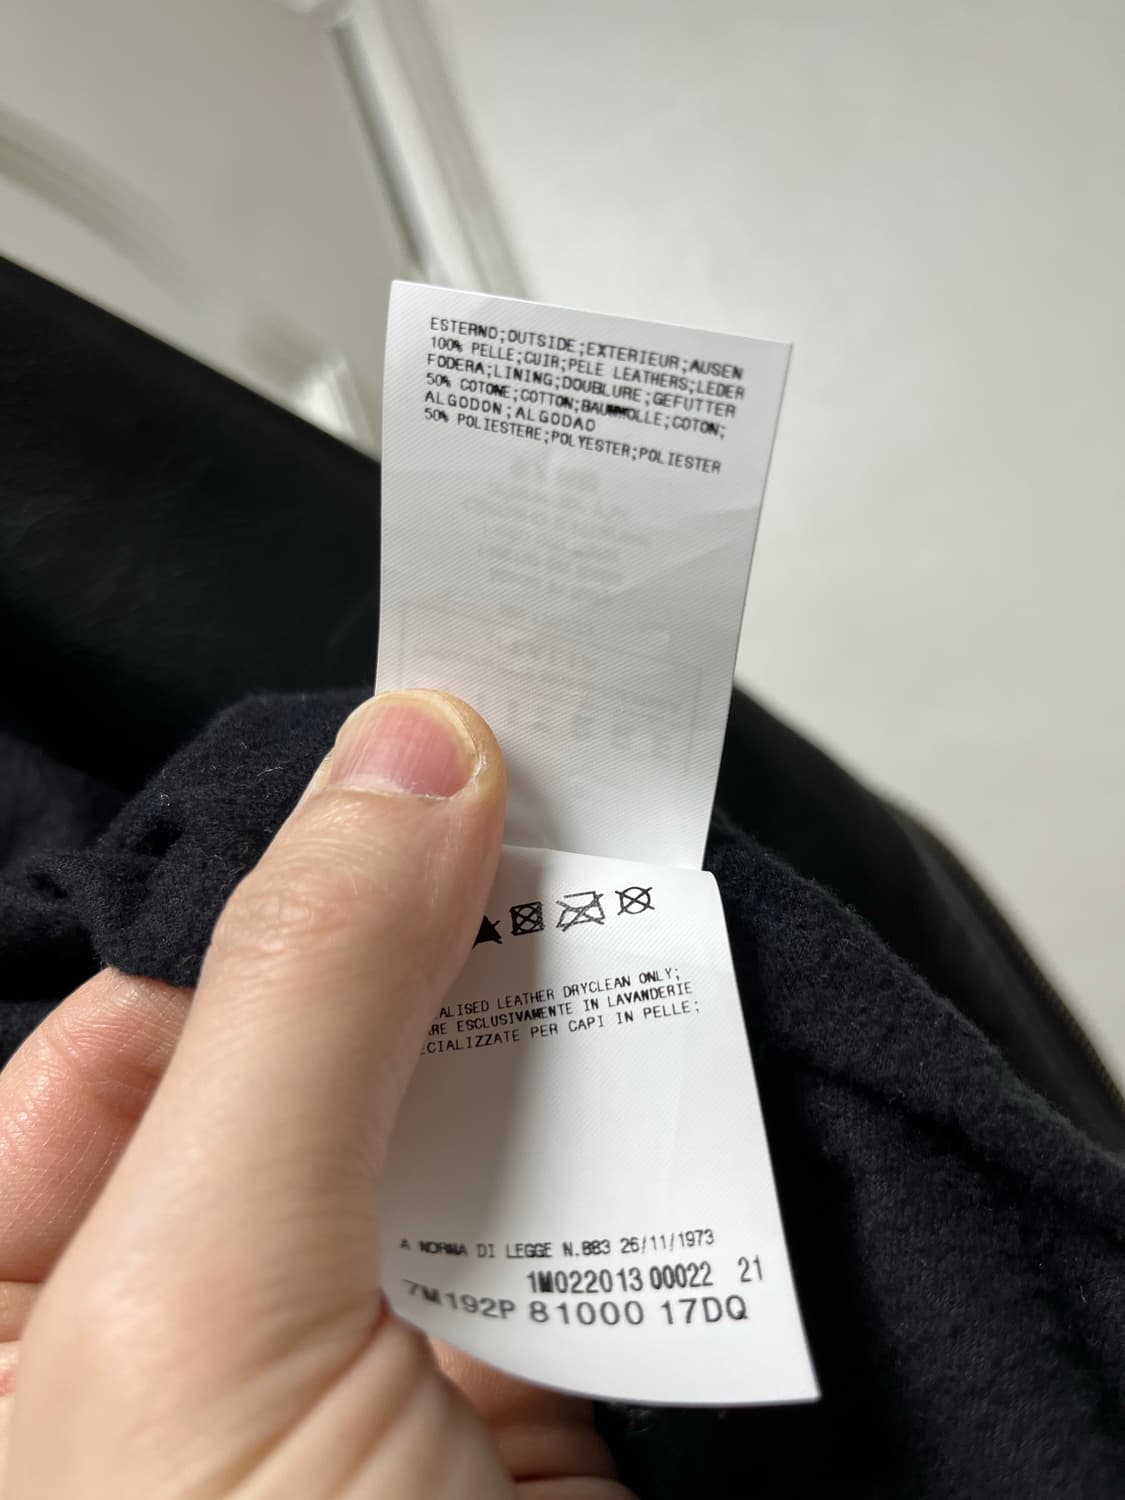 ESTERNO;OUTSIDE;EXTERIEUR;AUSEN
100% PELLE;CUIR;PELE LEATHERS;LEDER
FODERA;LINING;DOUBLURE;GEFUTTER
50% COTONE;COTTON;BAUMWOLLE;COTON;
ALGODON;ALGODAO
50% POLIESTERE;POLYESTER;POLIESTER
ALISED LEATHER DRYCLEAN ONLY;
RE ESCLUSIVAMENTE IN LAVANDERIE
CIALIZZATE PER CAPI IN PELLE;
A NORMA DI LEGGE N.883 26/11/1973
1M022013 00022 21
7M192P 81000 17DQ